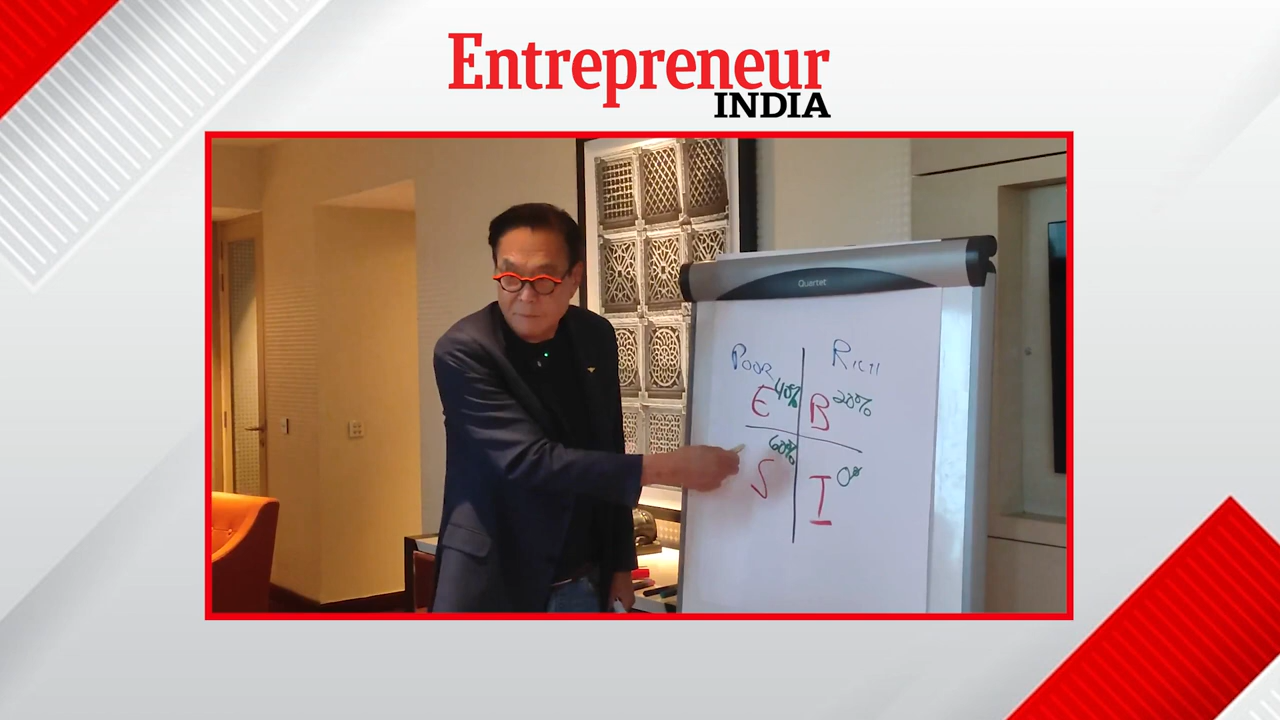 Entrepreneur
INDIA
Quartet
POOR RICH
E 40% B 20%
60%
S I 0%